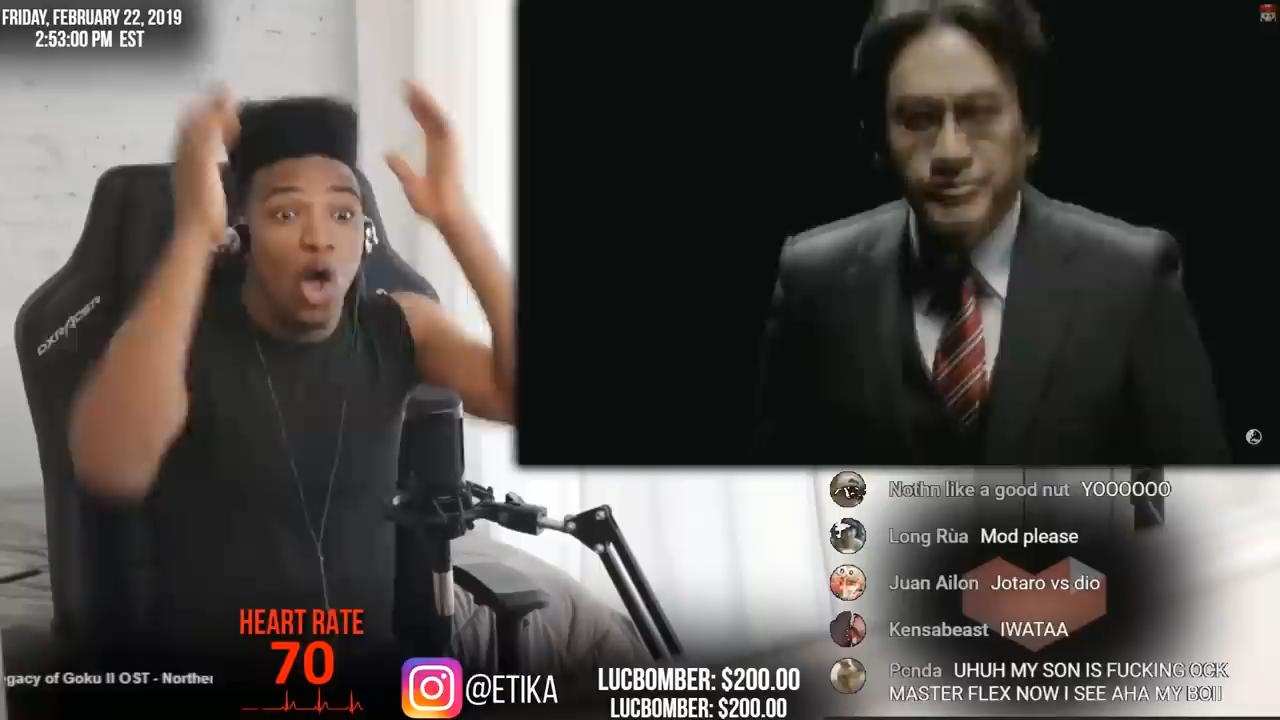 FRIDAY, FEBRUARY 22, 2019
2:53:00 PM EST
DXRACER
Nothn like a good nut YOOOOOO
Long Rùa Mod please
Juan Ailon Jotaro vs dio
Kensabeast IWATAA
Penda UHUH MY SON IS FUCKING OCK
MASTER FLEX NOW I SEE AHA MY BOII
HEART RATE
70
gacy of Goku II OST - Norther
@ETIKA
LUCBOMBER: $200.00
LUCBOMBER: $200.00